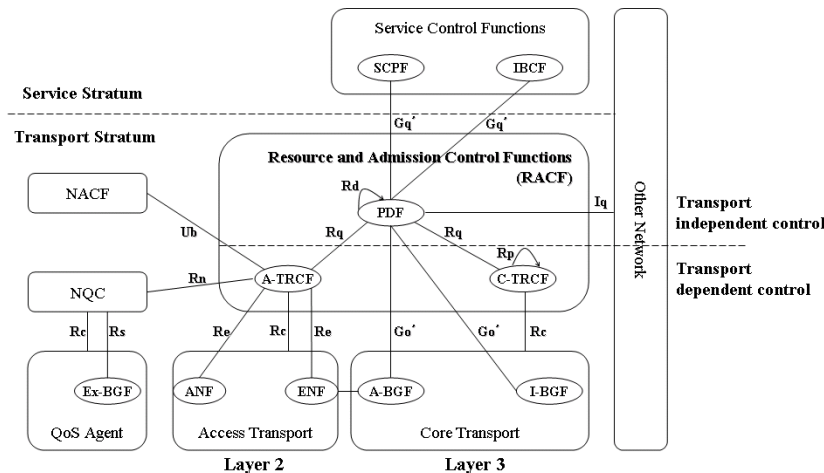 Service Control Functions
SCPF
IBCF
Service Stratum
Gq'
Gq'
Transport Stratum
Resource and Admission Control Functions
(RACF)
NACF
Rd
PDF
Iq
Other Network
Transport
independent control
Ub
Rq
Rq
Rp
Transport
dependent control
NQC
Rn
A-TRCF
C-TRCF
Rc
Rs
Re
Rc
Re
Go'
Go'
Rc
Ex-BGF
ANF
ENF
A-BGF
I-BGF
QoS Agent
Access Transport
Core Transport
Layer 2
Layer 3